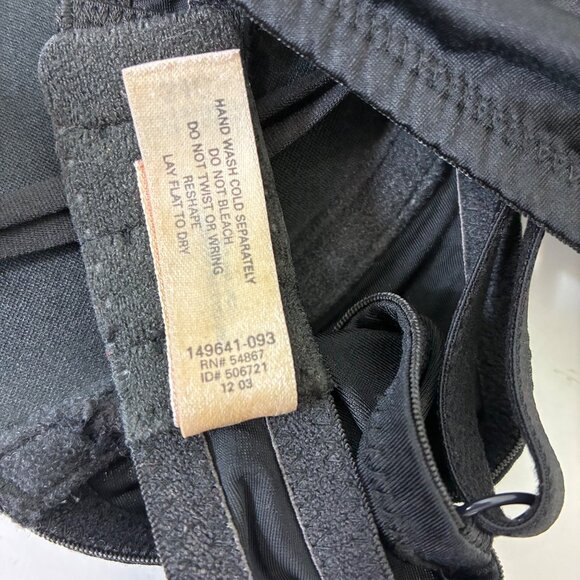 HAND WASH COLD SEPARATELY
DO NOT BLEACH
DO NOT TWIST OR WRING
RESHAPE
LAY FLAT TO DRY
149641-093
RN# 54867
ID# 506721
12 03